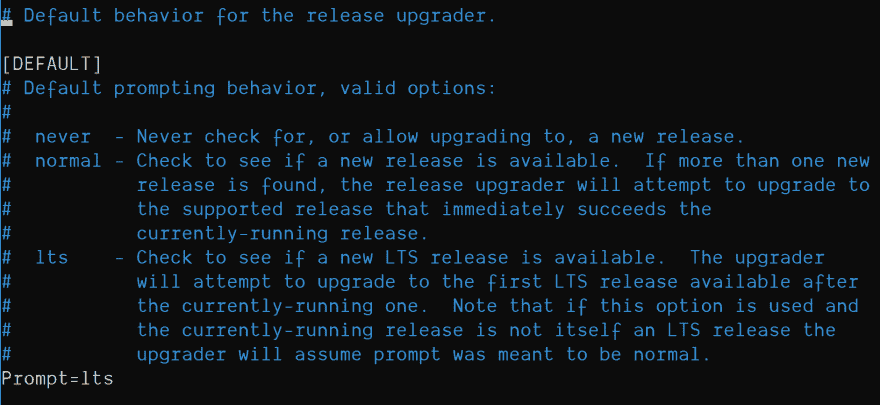 # Default behavior for the release upgrader.

[DEFAULT]
# Default prompting behavior, valid options:
#
#  never  - Never check for, or allow upgrading to, a new release.
#  normal - Check to see if a new release is available.  If more than one new
#           release is found, the release upgrader will attempt to upgrade to
#           the supported release that immediately succeeds the
#           currently-running release.
#  lts    - Check to see if a new LTS release is available.  The upgrader
#           will attempt to upgrade to the first LTS release available after
#           the currently-running one.  Note that if this option is used and
#           the currently-running release is not itself an LTS release the
#           upgrader will assume prompt was meant to be normal.
Prompt=lts